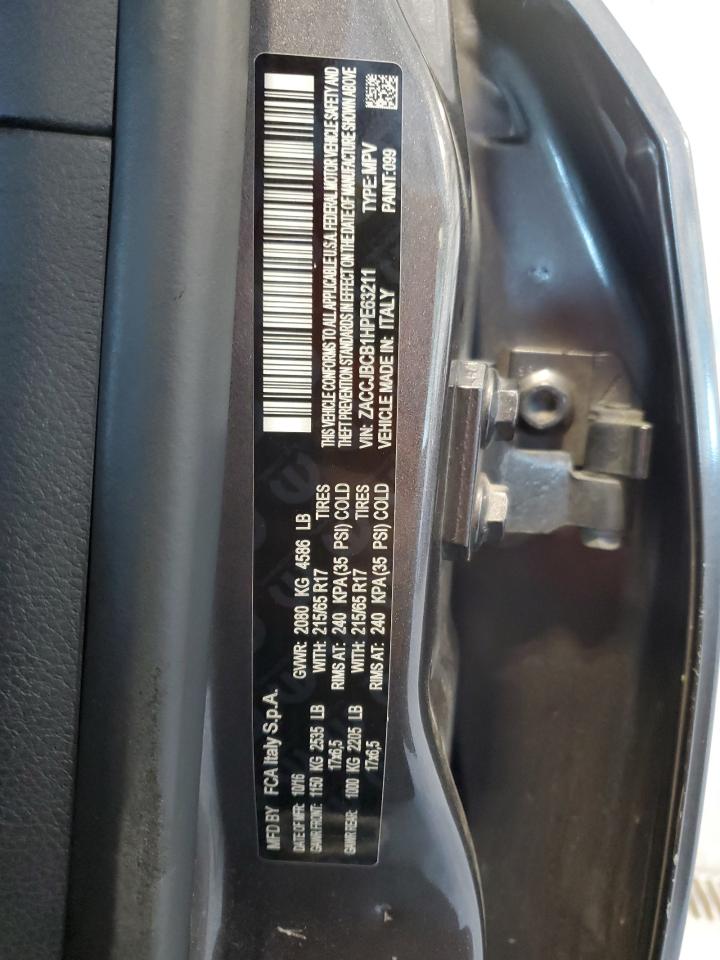 MFD BY FCA Italy S.p.A.
DATE OF MFR: 10/16 GVWR: 2080 KG 4586 LB
GAWR FRONT: 1150 KG 2535 LB WITH: 215/65 R17 TIRES
17x6,5 RIMS AT: 240 KPA(35 PSI) COLD
GAWR REAR: 1000 KG 2205 LB WITH: 215/65 R17 TIRES
17x6,5 RIMS AT: 240 KPA(35 PSI) COLD
THIS VEHICLE CONFORMS TO ALL APPLICABLE U.S.A. FEDERAL MOTOR VEHICLE SAFETY AND
THEFT PREVENTION STANDARDS IN EFFECT ON THE DATE OF MANUFACTURE SHOWN ABOVE
VIN: ZACCJBCB1HPE63211 TYPE: MPV
VEHICLE MADE IN: ITALY PAINT: 099